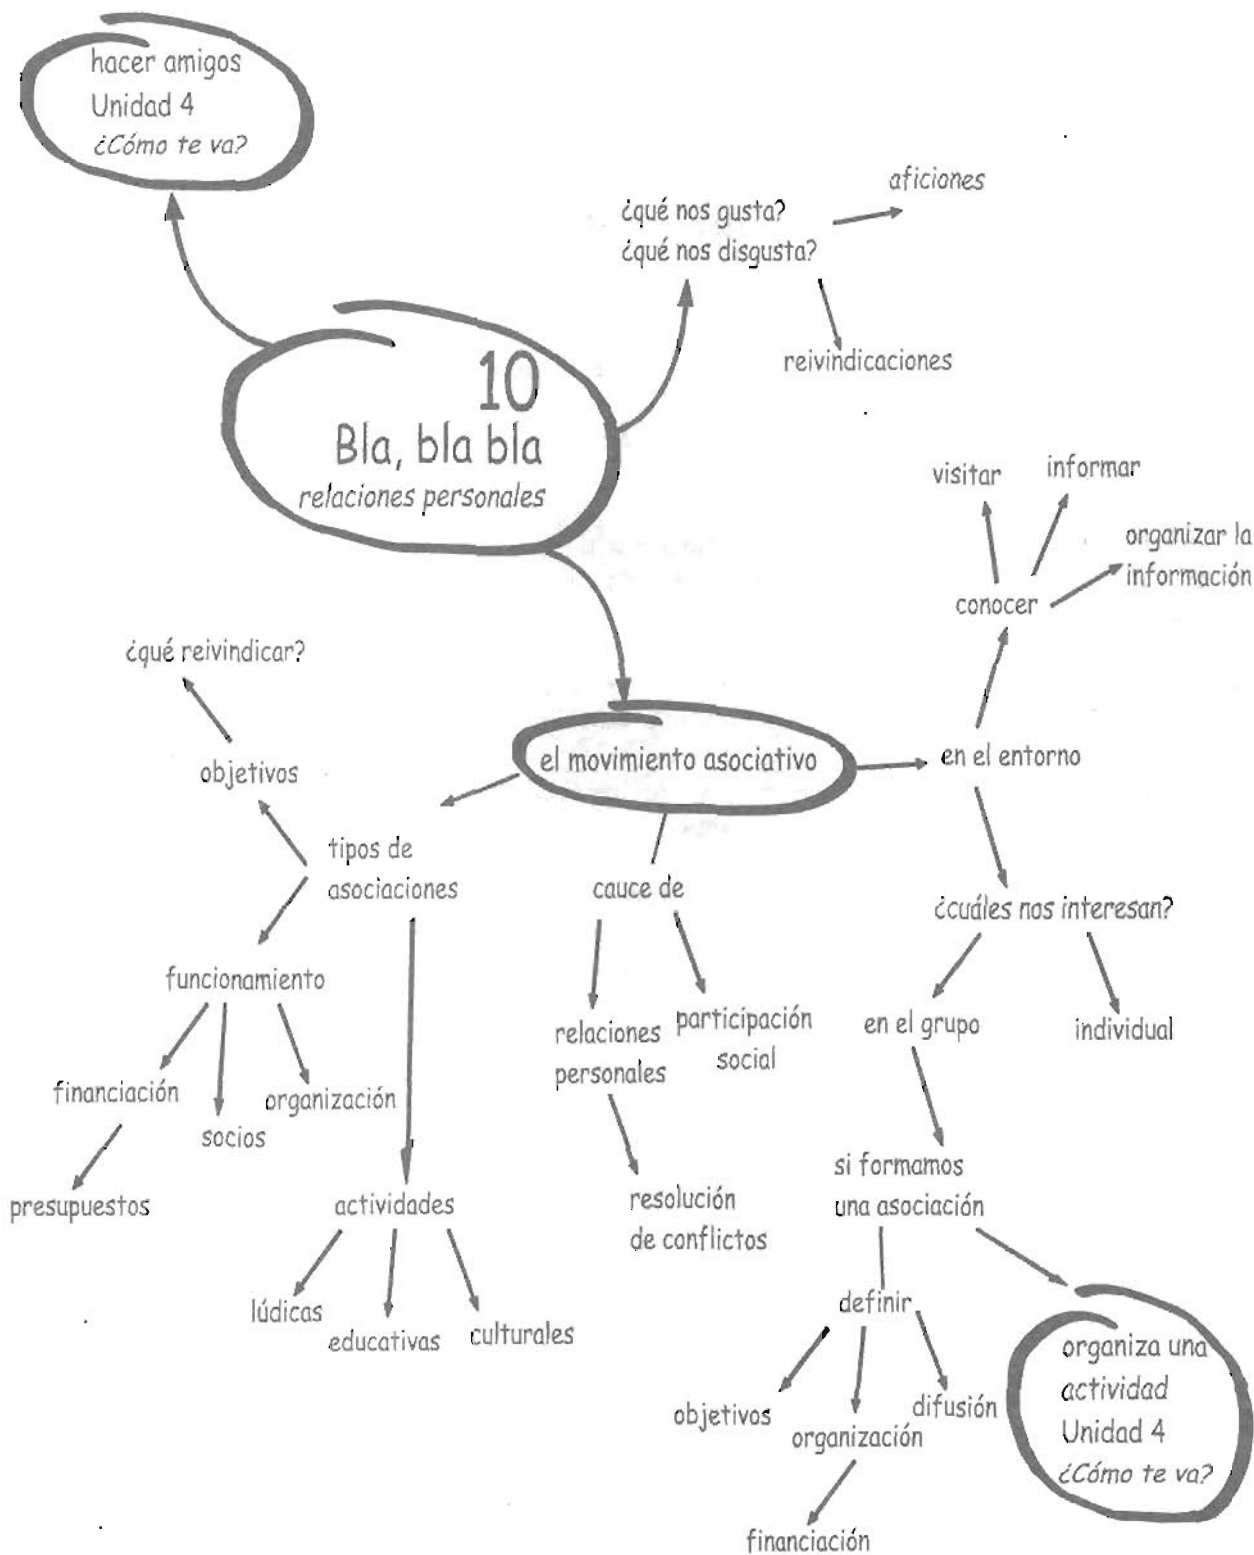 hacer amigos
Unidad 4
¿Cómo te va?
aficiones
¿qué nos gusta?
¿qué nos disgusta?
reivindicaciones
10
Bla, bla bla
relaciones personales
visitar
informar
organizar la
información
conocer
¿qué reivindicar?
objetivos
el movimiento asociativo
en el entorno
tipos de
asociaciones
cauce de
¿cuáles nos interesan?
funcionamiento
relaciones
personales
participación
social
en el grupo
individual
financiación
socios
organización
presupuestos
actividades
resolución
de conflictos
si formamos
una asociación
lúdicas
educativas
culturales
definir
objetivos
organización
difusión
financiación
organiza una
actividad
Unidad 4
¿Cómo te va?